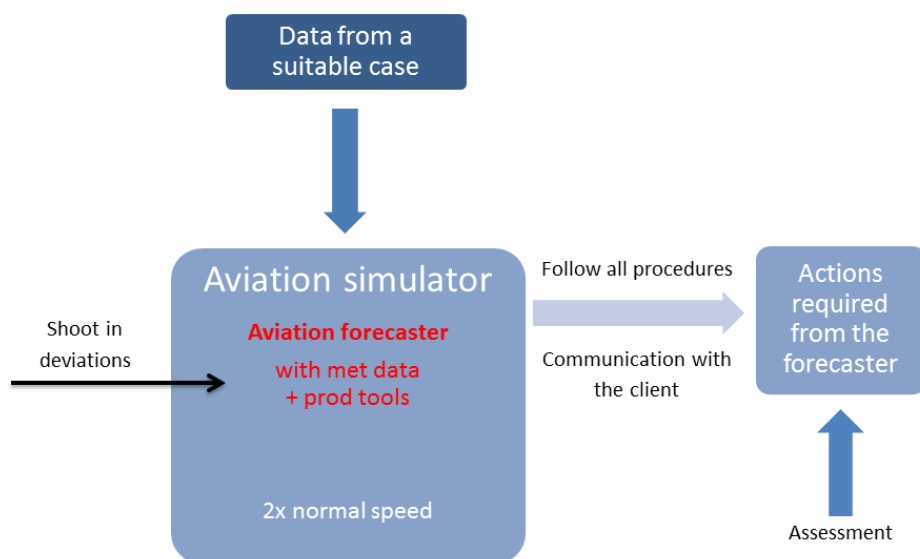 Data from a
suitable case
Aviation simulator
Aviation forecaster
with met data
+ prod tools
2x normal speed
Shoot in
deviations
Follow all procedures
Communication with
the client
Actions
required
from the
forecaster
Assessment